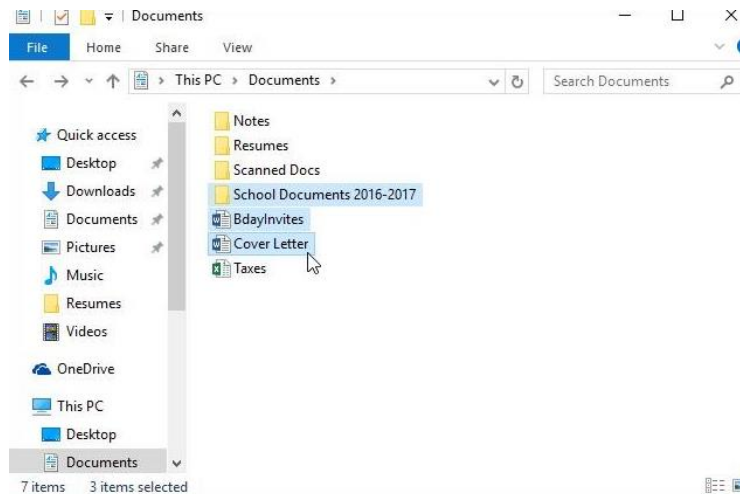 Documents
File Home Share View
This PC > Documents >
Search Documents
Quick access
Desktop
Downloads
Documents
Pictures
Music
Resumes
Videos
OneDrive
This PC
Desktop
Documents
Notes
Resumes
Scanned Docs
School Documents 2016-2017
BdayInvites
Cover Letter
Taxes
7 items 3 items selected